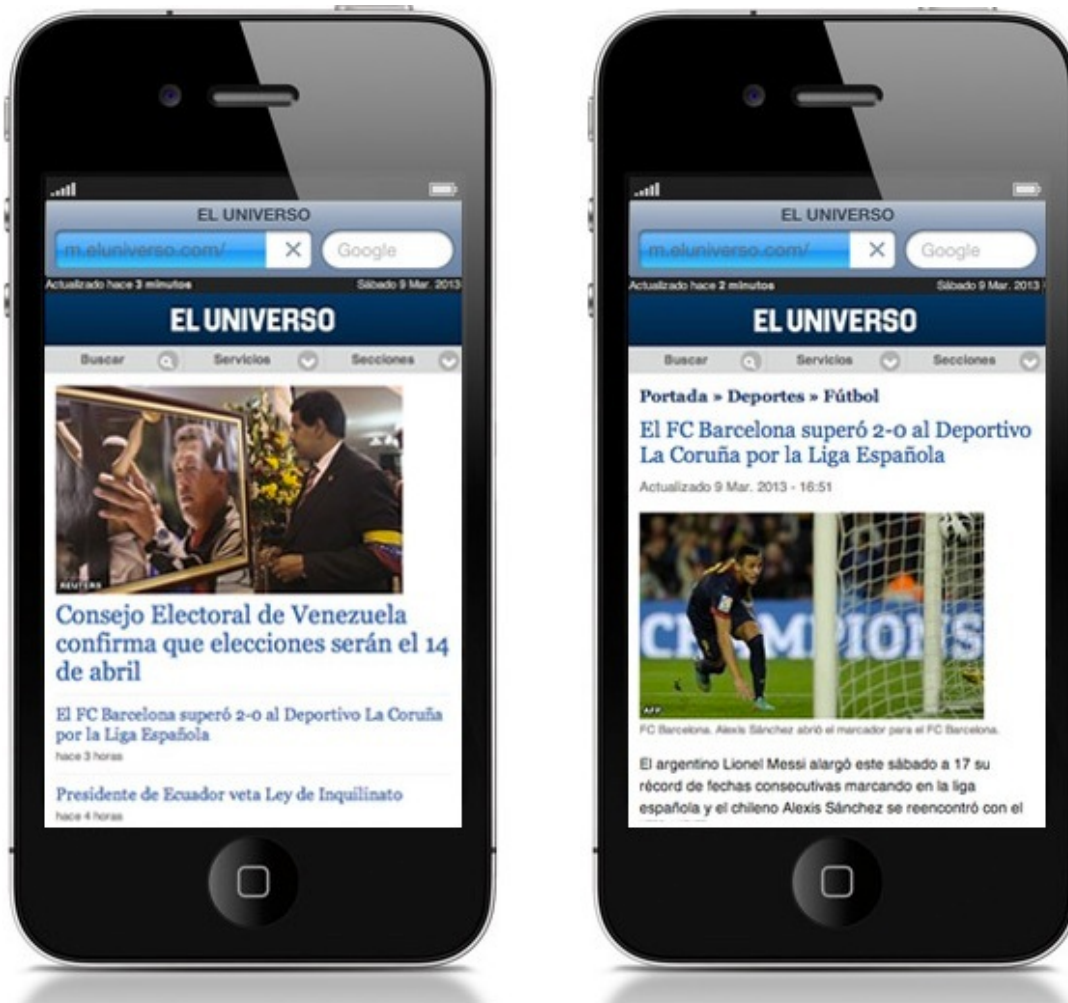 EL UNIVERSO
m.eluniverso.com/
Google
Actualizado hace 3 minutos
Sábado 9 Mar. 2013
EL UNIVERSO
Buscar
Servicios
Secciones
REUTERS
Consejo Electoral de Venezuela
confirma que elecciones serán el 14
de abril
El FC Barcelona superó 2-0 al Deportivo La Coruña
por la Liga Española
hace 3 horas
Presidente de Ecuador veta Ley de Inquilinato
hace 4 horas
EL UNIVERSO
m.eluniverso.com/
Google
Actualizado hace 2 minutos
Sábado 9 Mar. 2013
EL UNIVERSO
Buscar
Servicios
Secciones
Portada » Deportes » Fútbol
El FC Barcelona superó 2-0 al Deportivo
La Coruña por la Liga Española
Actualizado 9 Mar. 2013 - 16:51
CHAMPIONS
AFP
FC Barcelona. Alexis Sánchez abrió el marcador para el FC Barcelona.
El argentino Lionel Messi alargó este sábado a 17 su
récord de fechas consecutivas marcando en la liga
española y el chileno Alexis Sánchez se reencontró con el